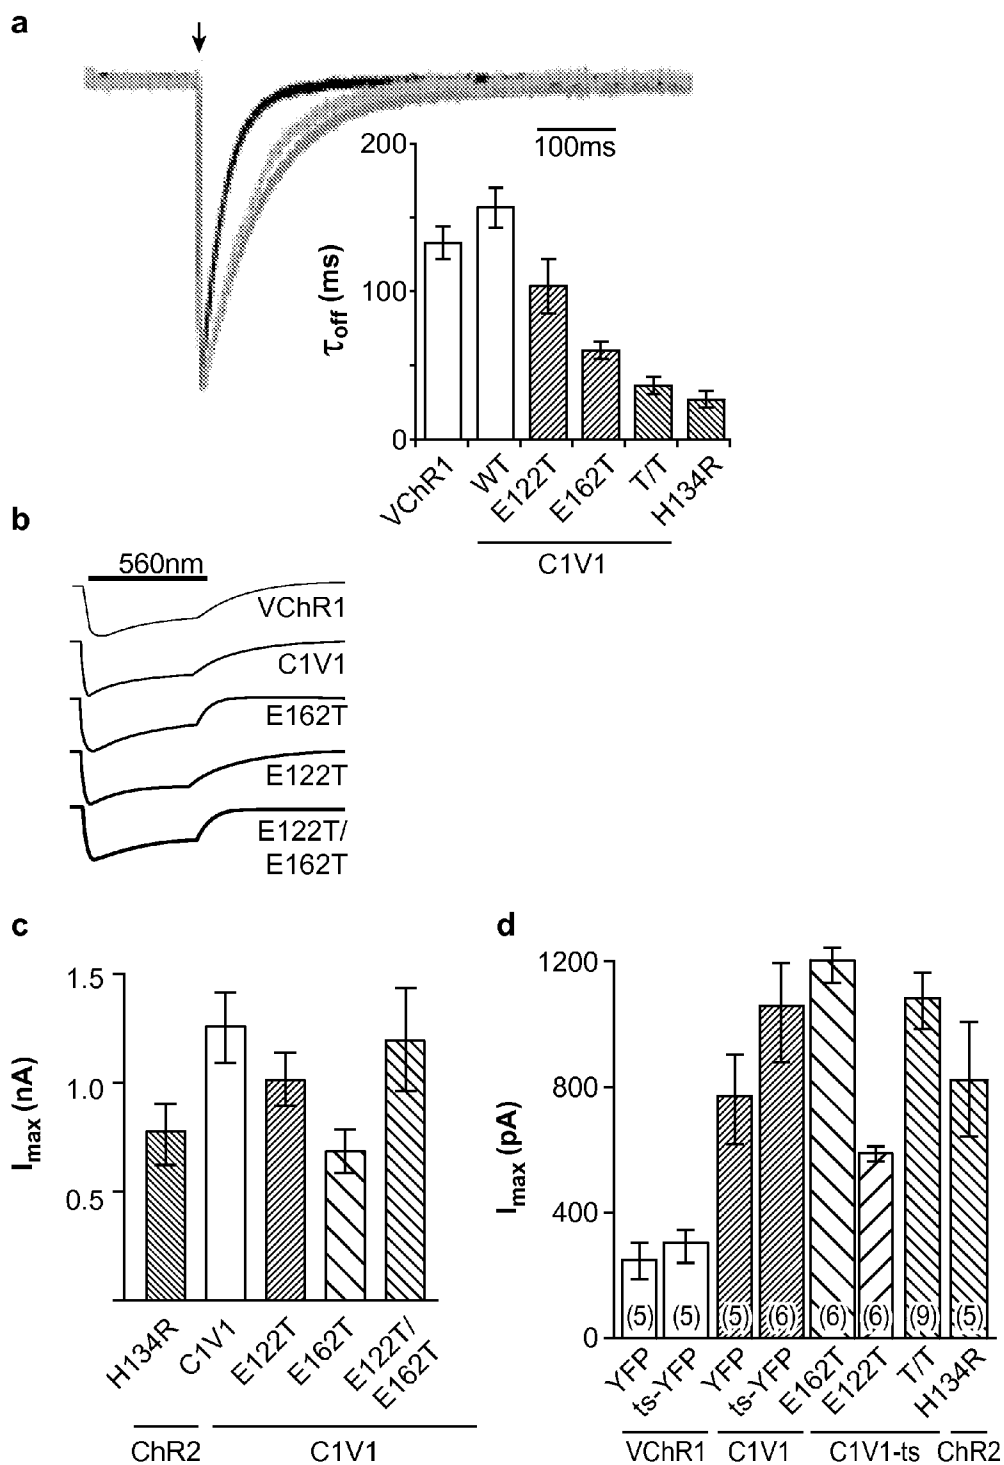 a
100ms
200
100
0
τoff (ms)
VChR1
WT
E122T
E162T
T/T
H134R
C1V1
b
560nm
VChR1
C1V1
E162T
E122T
E122T/
E162T
c
Imax (nA)
1.5
1.0
0.5
H134R
C1V1
E122T
E162T
E122T/
E162T
ChR2
C1V1
d
Imax (pA)
1200
800
400
0
(5)
(5)
(5)
(6)
(6)
(6)
(9)
(5)
YFP
ts-YFP
YFP
ts-YFP
E162T
E122T
T/T
H134R
VChR1
C1V1
C1V1-ts
ChR2